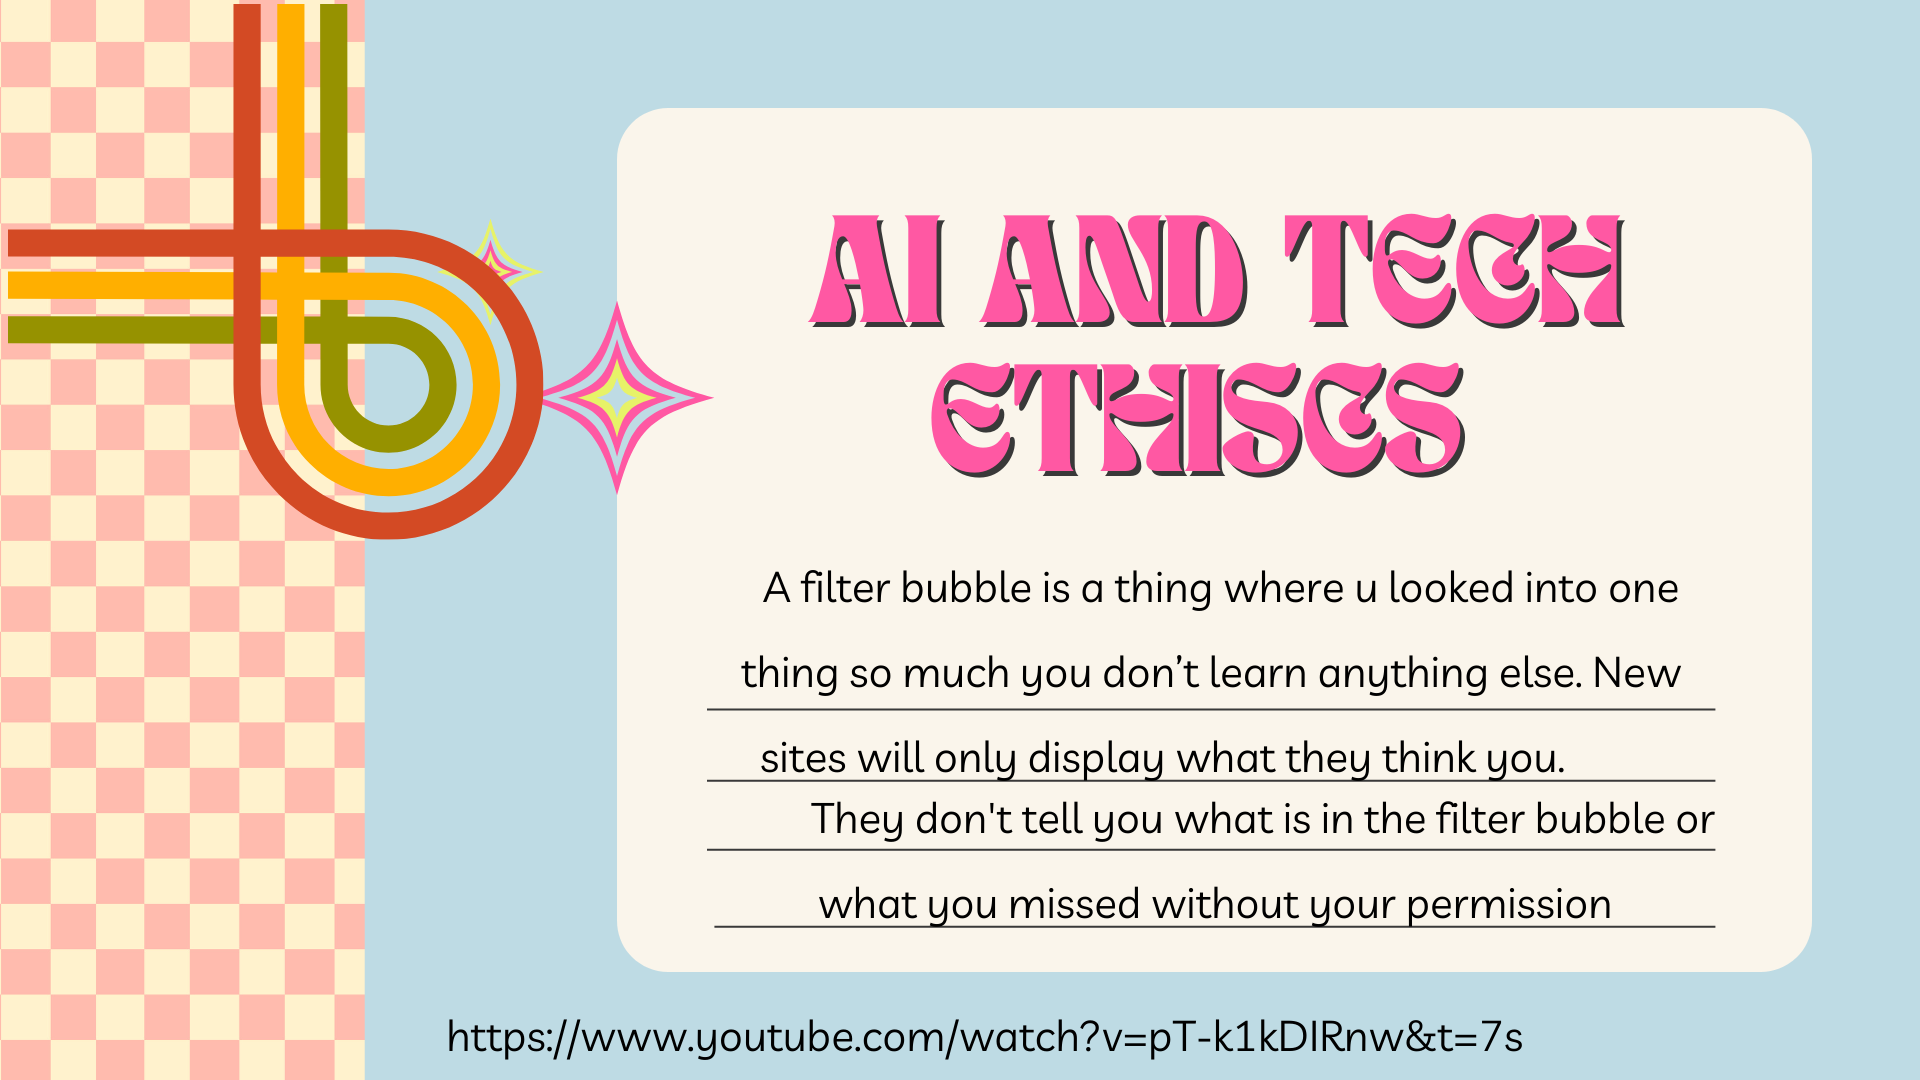 AI AND TECH
ETHISCS
A filter bubble is a thing where u looked into one
thing so much you don’t learn anything else. New
sites will only display what they think you.
They don't tell you what is in the filter bubble or
what you missed without your permission
https://www.youtube.com/watch?v=pT-k1kDIRnw&t=7s